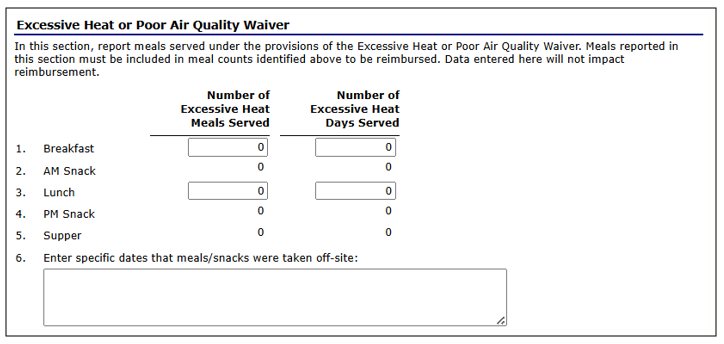 Excessive Heat or Poor Air Quality Waiver
In this section, report meals served under the provisions of the Excessive Heat or Poor Air Quality Waiver. Meals reported in
this section must be included in meal counts identified above to be reimbursed. Data entered here will not impact
reimbursement.
Number of Excessive Heat Meals Served
Number of Excessive Heat Days Served
1. Breakfast 0 0
2. AM Snack 0 0
3. Lunch 0 0
4. PM Snack 0 0
5. Supper 0 0
6. Enter specific dates that meals/snacks were taken off-site: